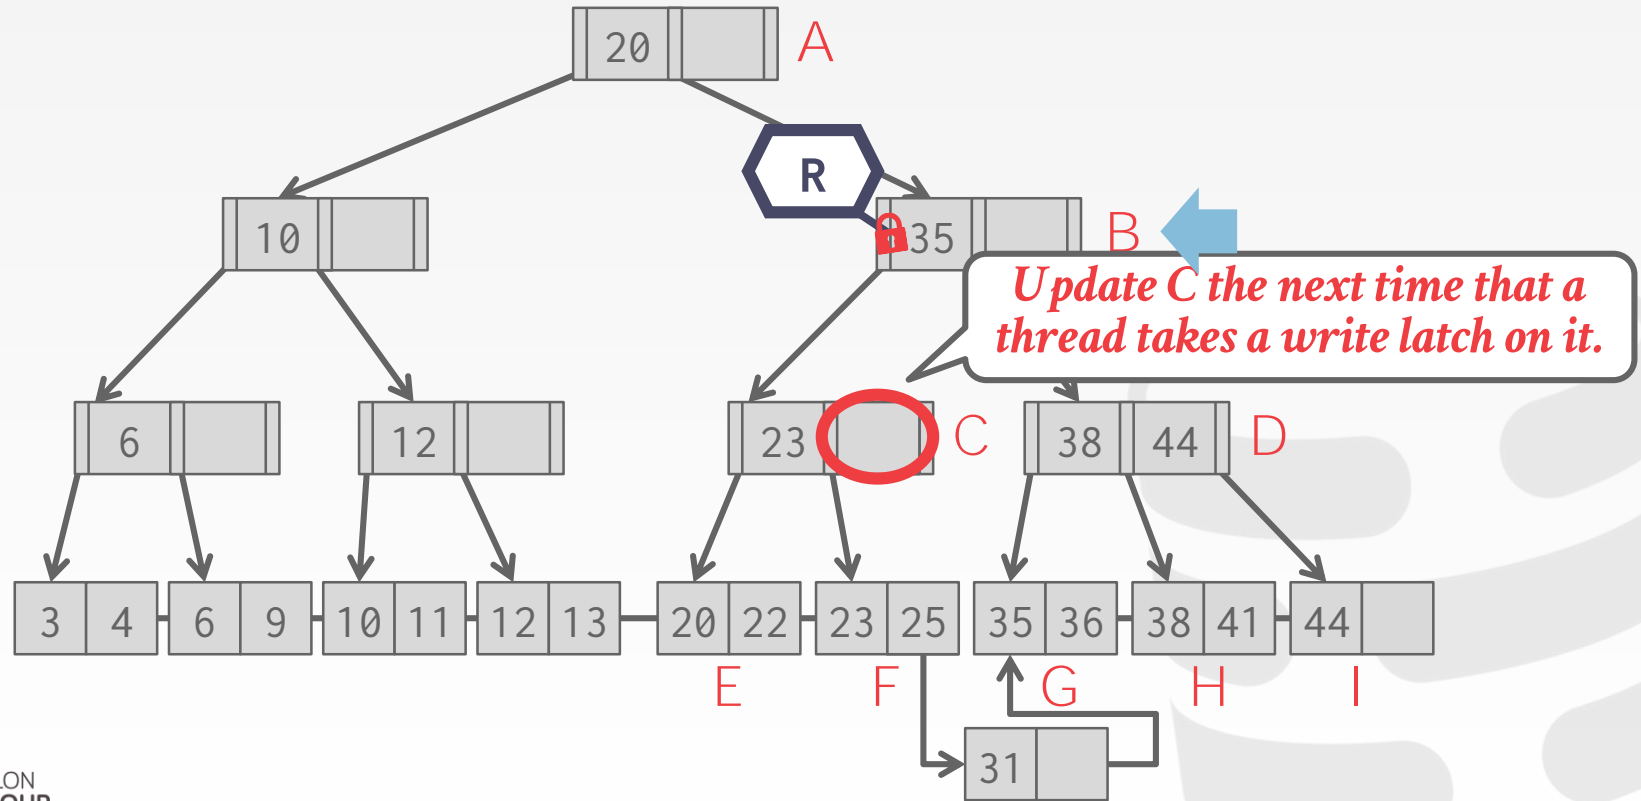 20 A
R
10
35 B
Update C the next time that a
thread takes a write latch on it.
6
12
23 C
38 44 D
3 4 6 9 10 11 12 13 20 22 23 25 35 36 38 41 44
E F G H I
31